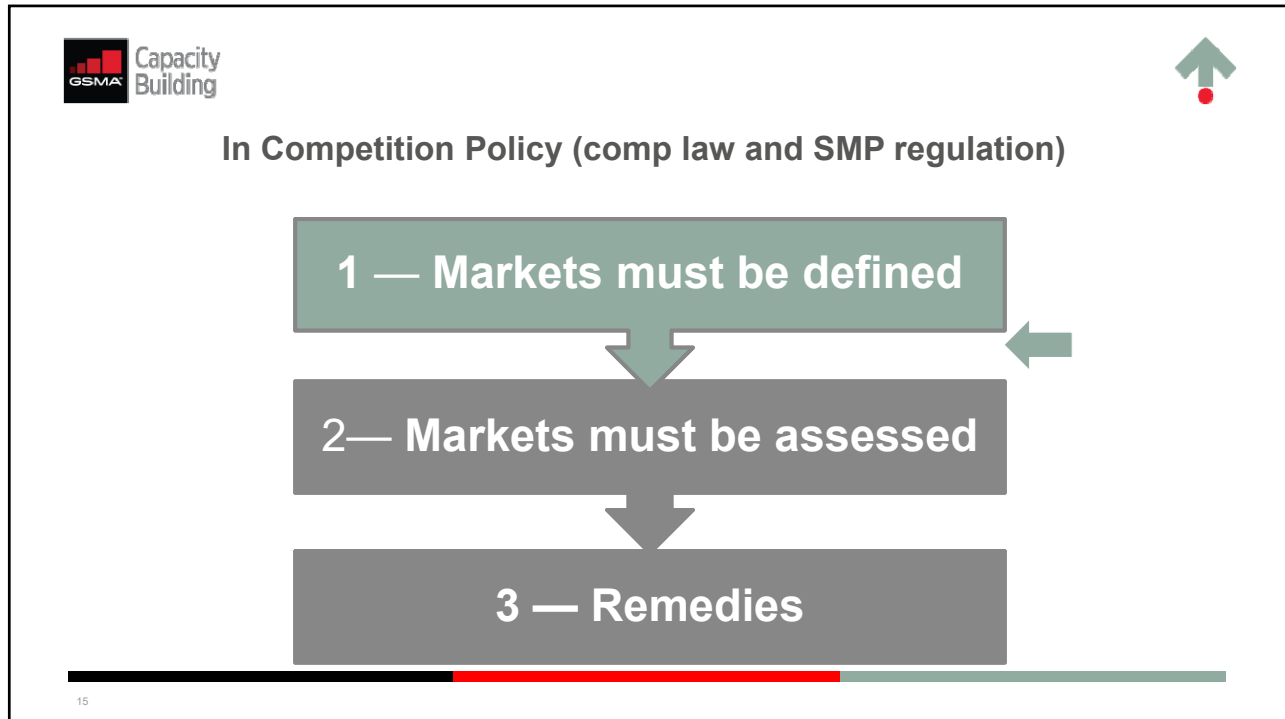 Capacity
Building
GSMA™
In Competition Policy (comp law and SMP regulation)
1 — Markets must be defined
2— Markets must be assessed
3 — Remedies
15